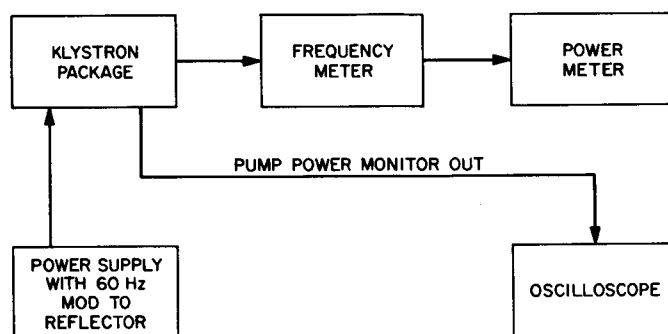 KLYSTRON
PACKAGE
FREQUENCY
METER
POWER
METER
PUMP POWER MONITOR OUT
POWER SUPPLY
WITH 60 Hz
MOD TO
REFLECTOR
OSCILLOSCOPE